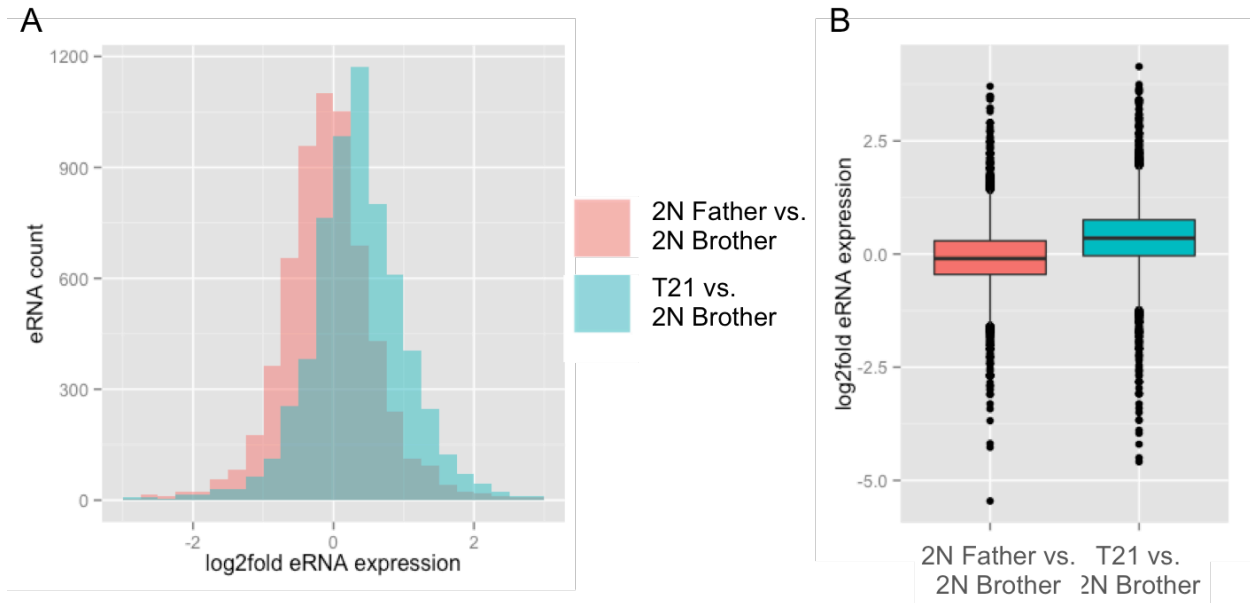 A
1200
900
600
300
0
eRNA count
-2
0
2
log2fold eRNA expression
2N Father vs.
2N Brother
T21 vs.
2N Brother
B
2.5
0.0
-2.5
-5.0
log2fold eRNA expression
2N Father vs.
2N Brother
T21 vs.
2N Brother